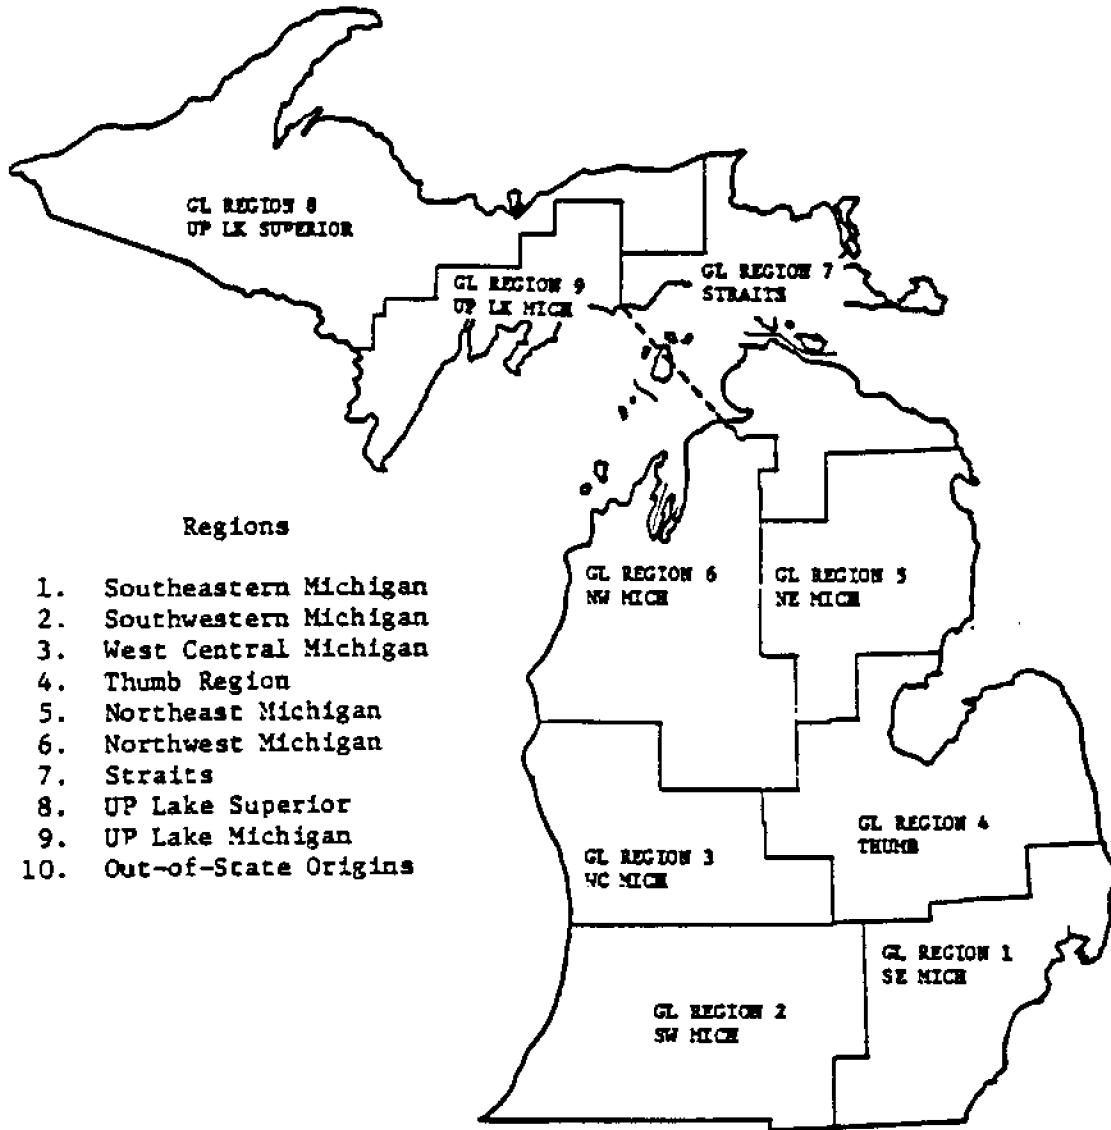 GL REGION 8
UP LK SUPERIOR
GL REGION 9
UP LK MICH
GL REGION 7
STRAITS
Regions
1. Southeastern Michigan
2. Southwestern Michigan
3. West Central Michigan
4. Thumb Region
5. Northeast Michigan
6. Northwest Michigan
7. Straits
8. UP Lake Superior
9. UP Lake Michigan
10. Out-of-State Origins
GL REGION 6
NW MICH
GL REGION 5
NE MICH
GL REGION 4
THUMB
GL REGION 3
WC MICH
GL REGION 1
SE MICH
GL REGION 2
SW MICH